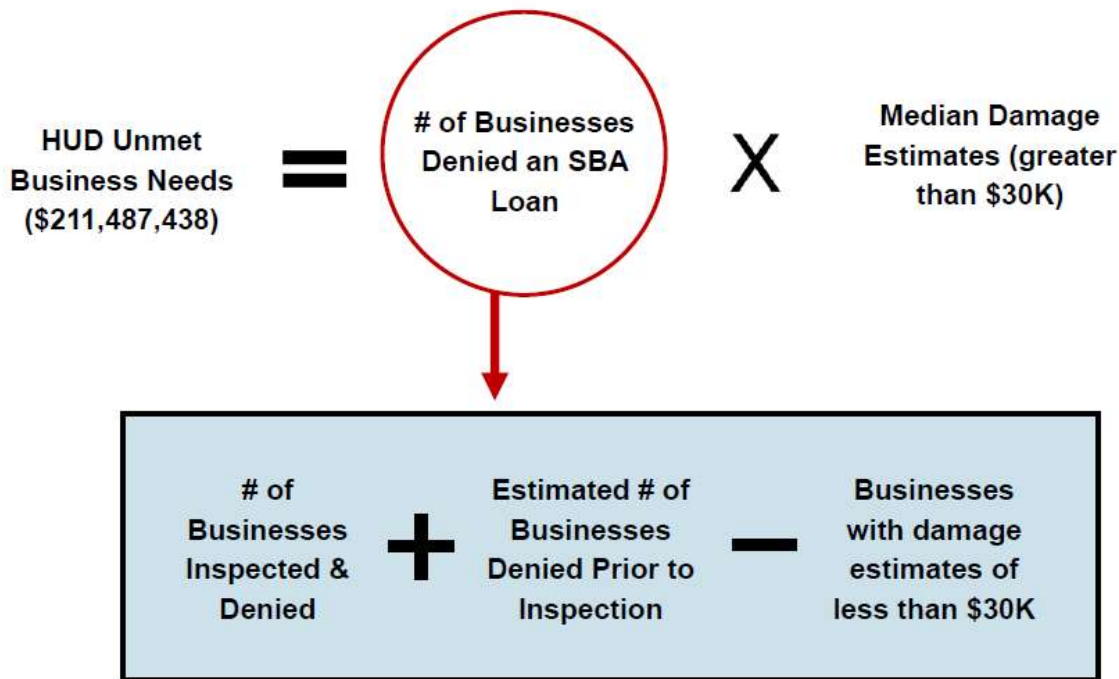 HUD Unmet
Business Needs
($211,487,438)
=
# of Businesses
Denied an SBA
Loan
X
Median Damage
Estimates (greater
than $30K)
# of
Businesses
Inspected &
Denied
+
Estimated # of
Businesses
Denied Prior to
Inspection
−
Businesses
with damage
estimates of
less than $30K